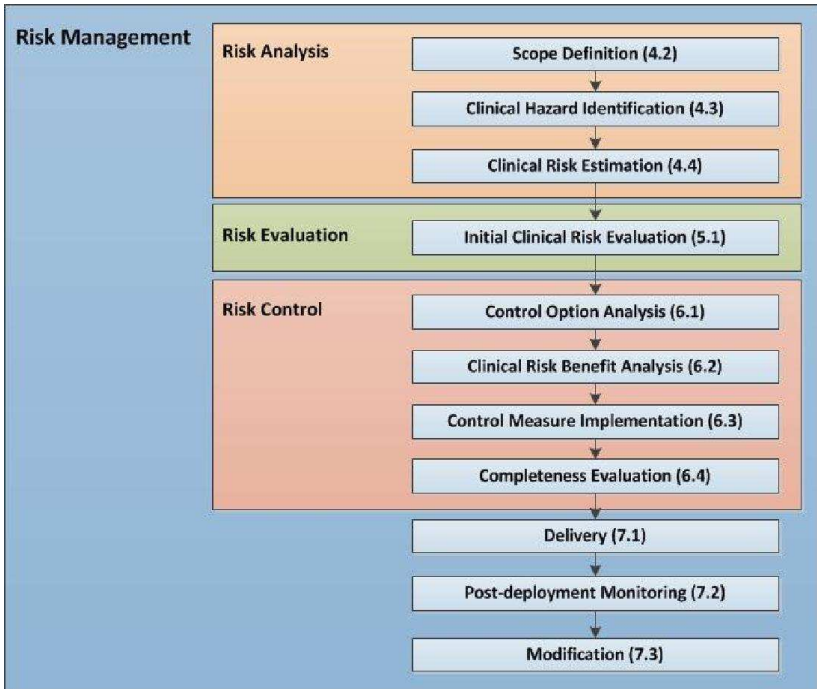 Risk Management
Risk Analysis
Scope Definition (4.2)
Clinical Hazard Identification (4.3)
Clinical Risk Estimation (4.4)
Risk Evaluation
Initial Clinical Risk Evaluation (5.1)
Risk Control
Control Option Analysis (6.1)
Clinical Risk Benefit Analysis (6.2)
Control Measure Implementation (6.3)
Completeness Evaluation (6.4)
Delivery (7.1)
Post-deployment Monitoring (7.2)
Modification (7.3)